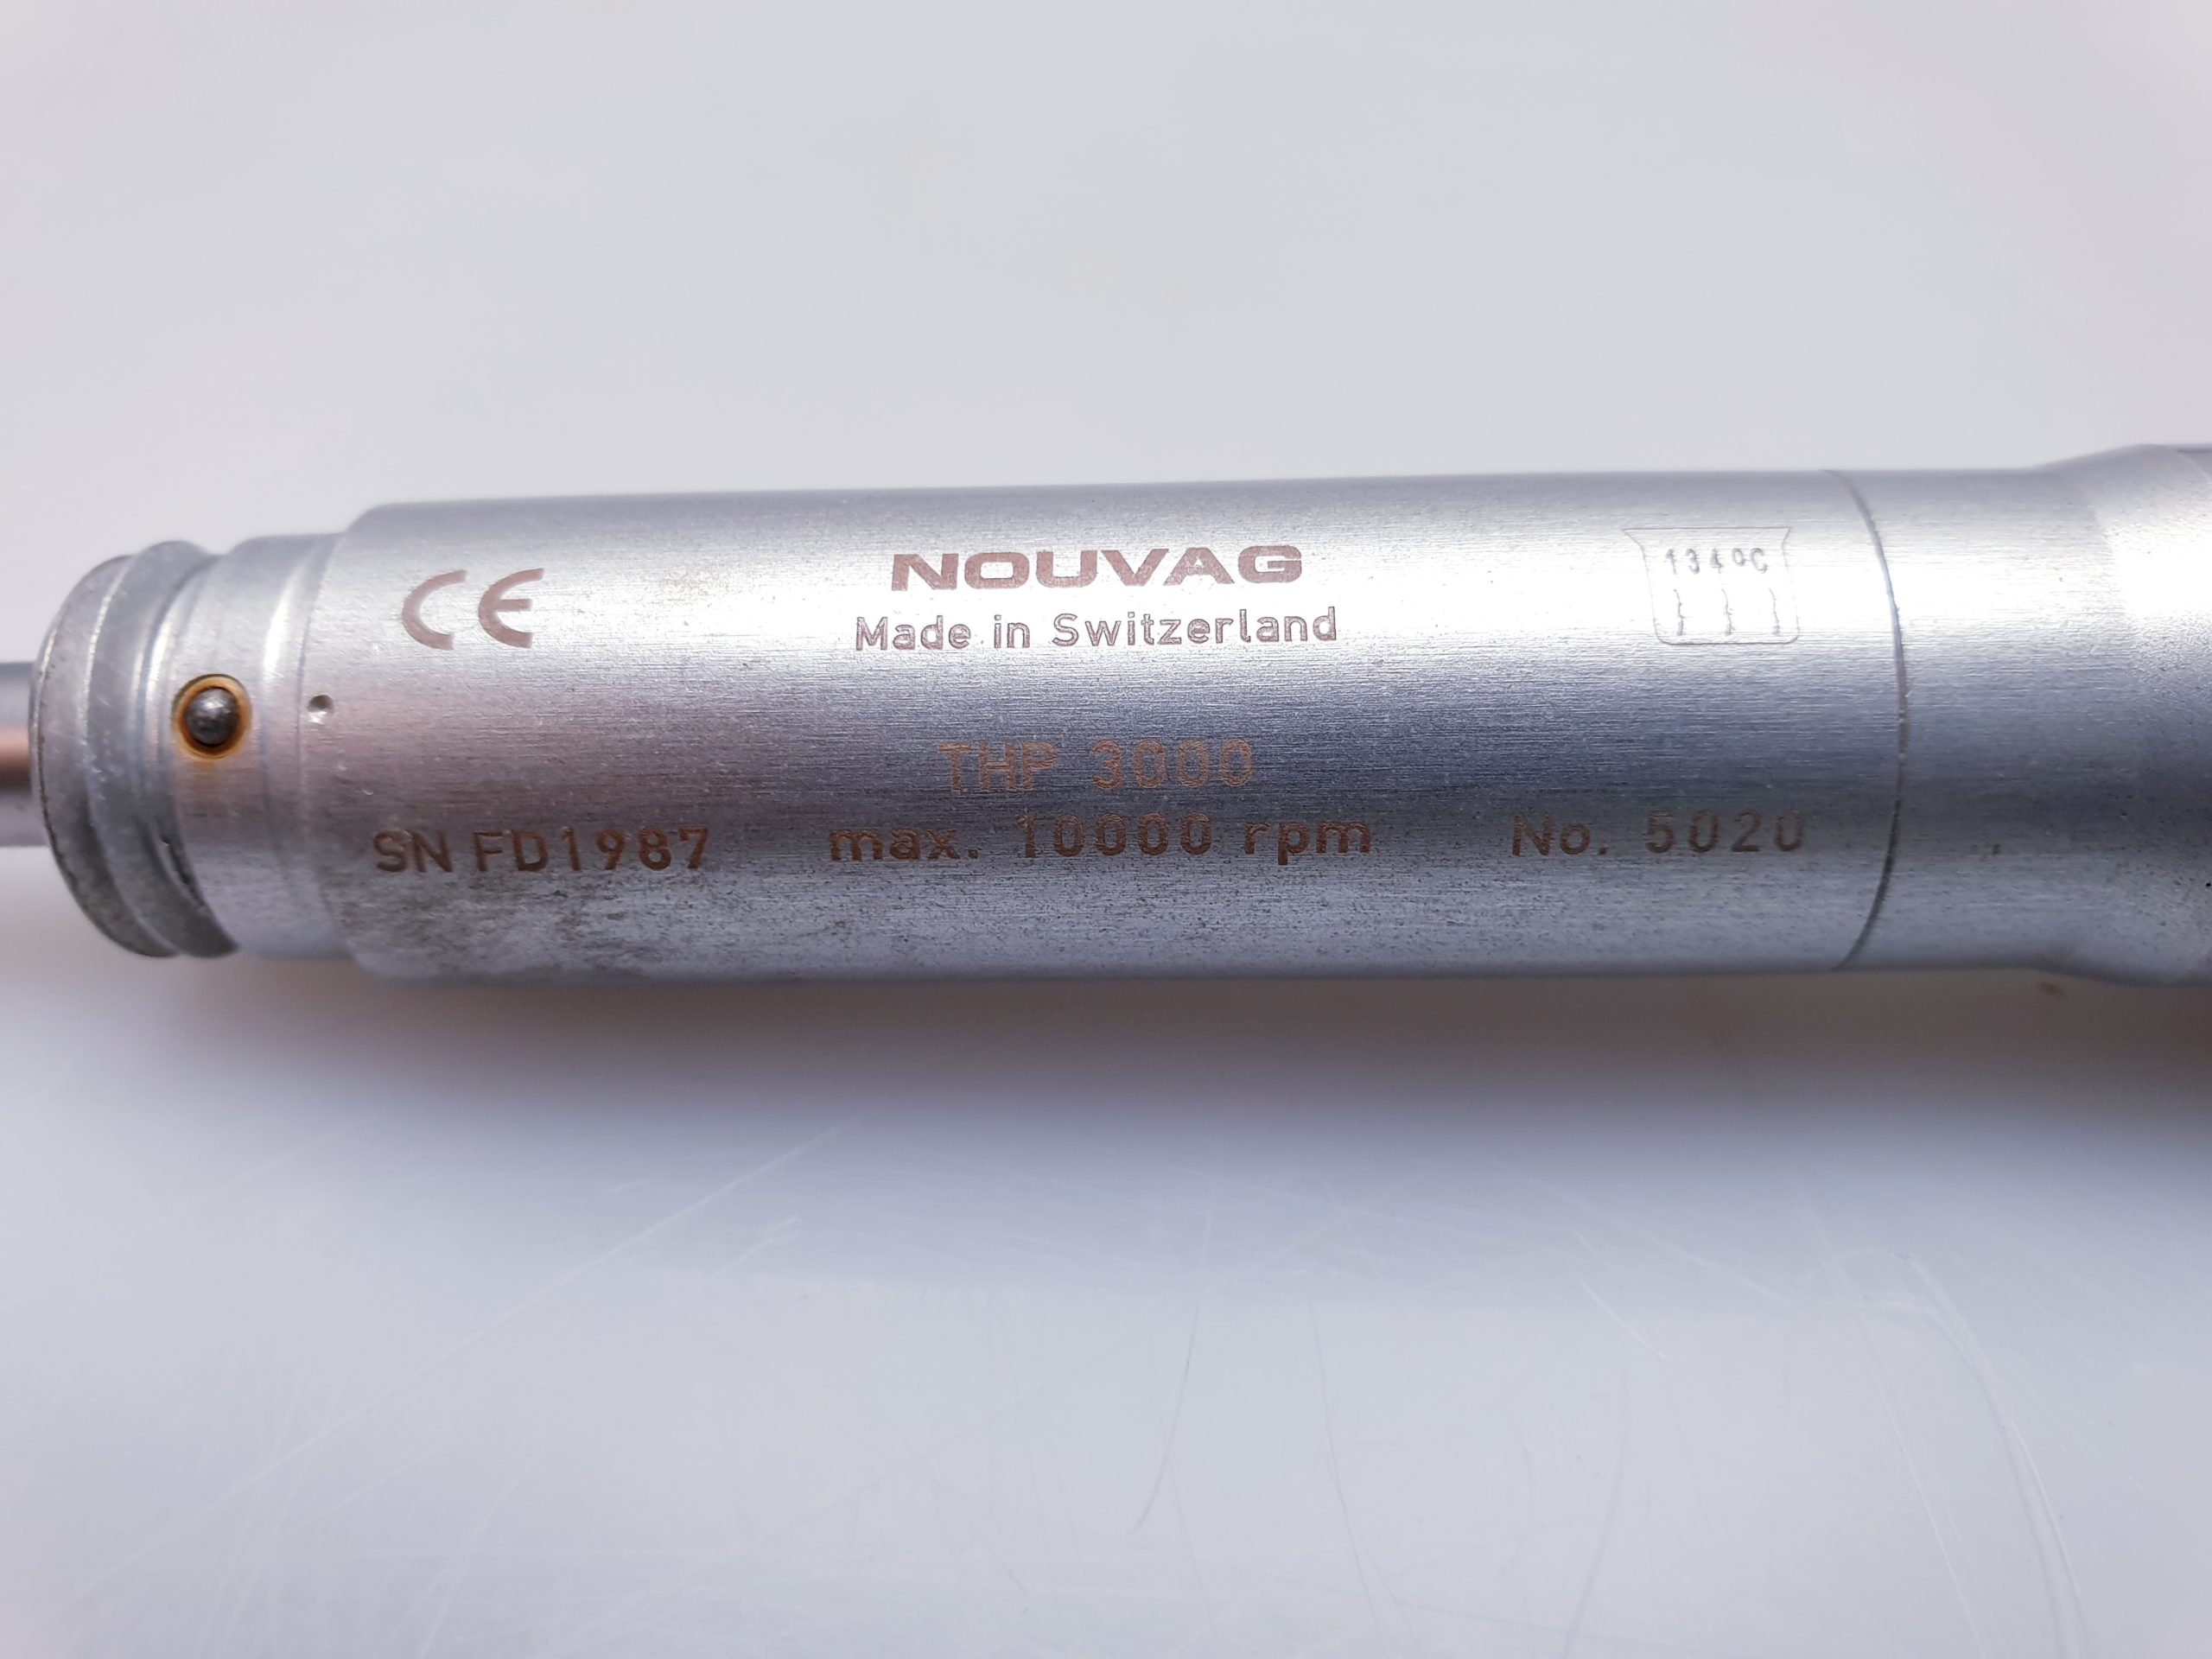 CE
NOUVAG
Made in Switzerland
134°C
THP 3000
SN FD1987 max. 10000 rpm No. 5020